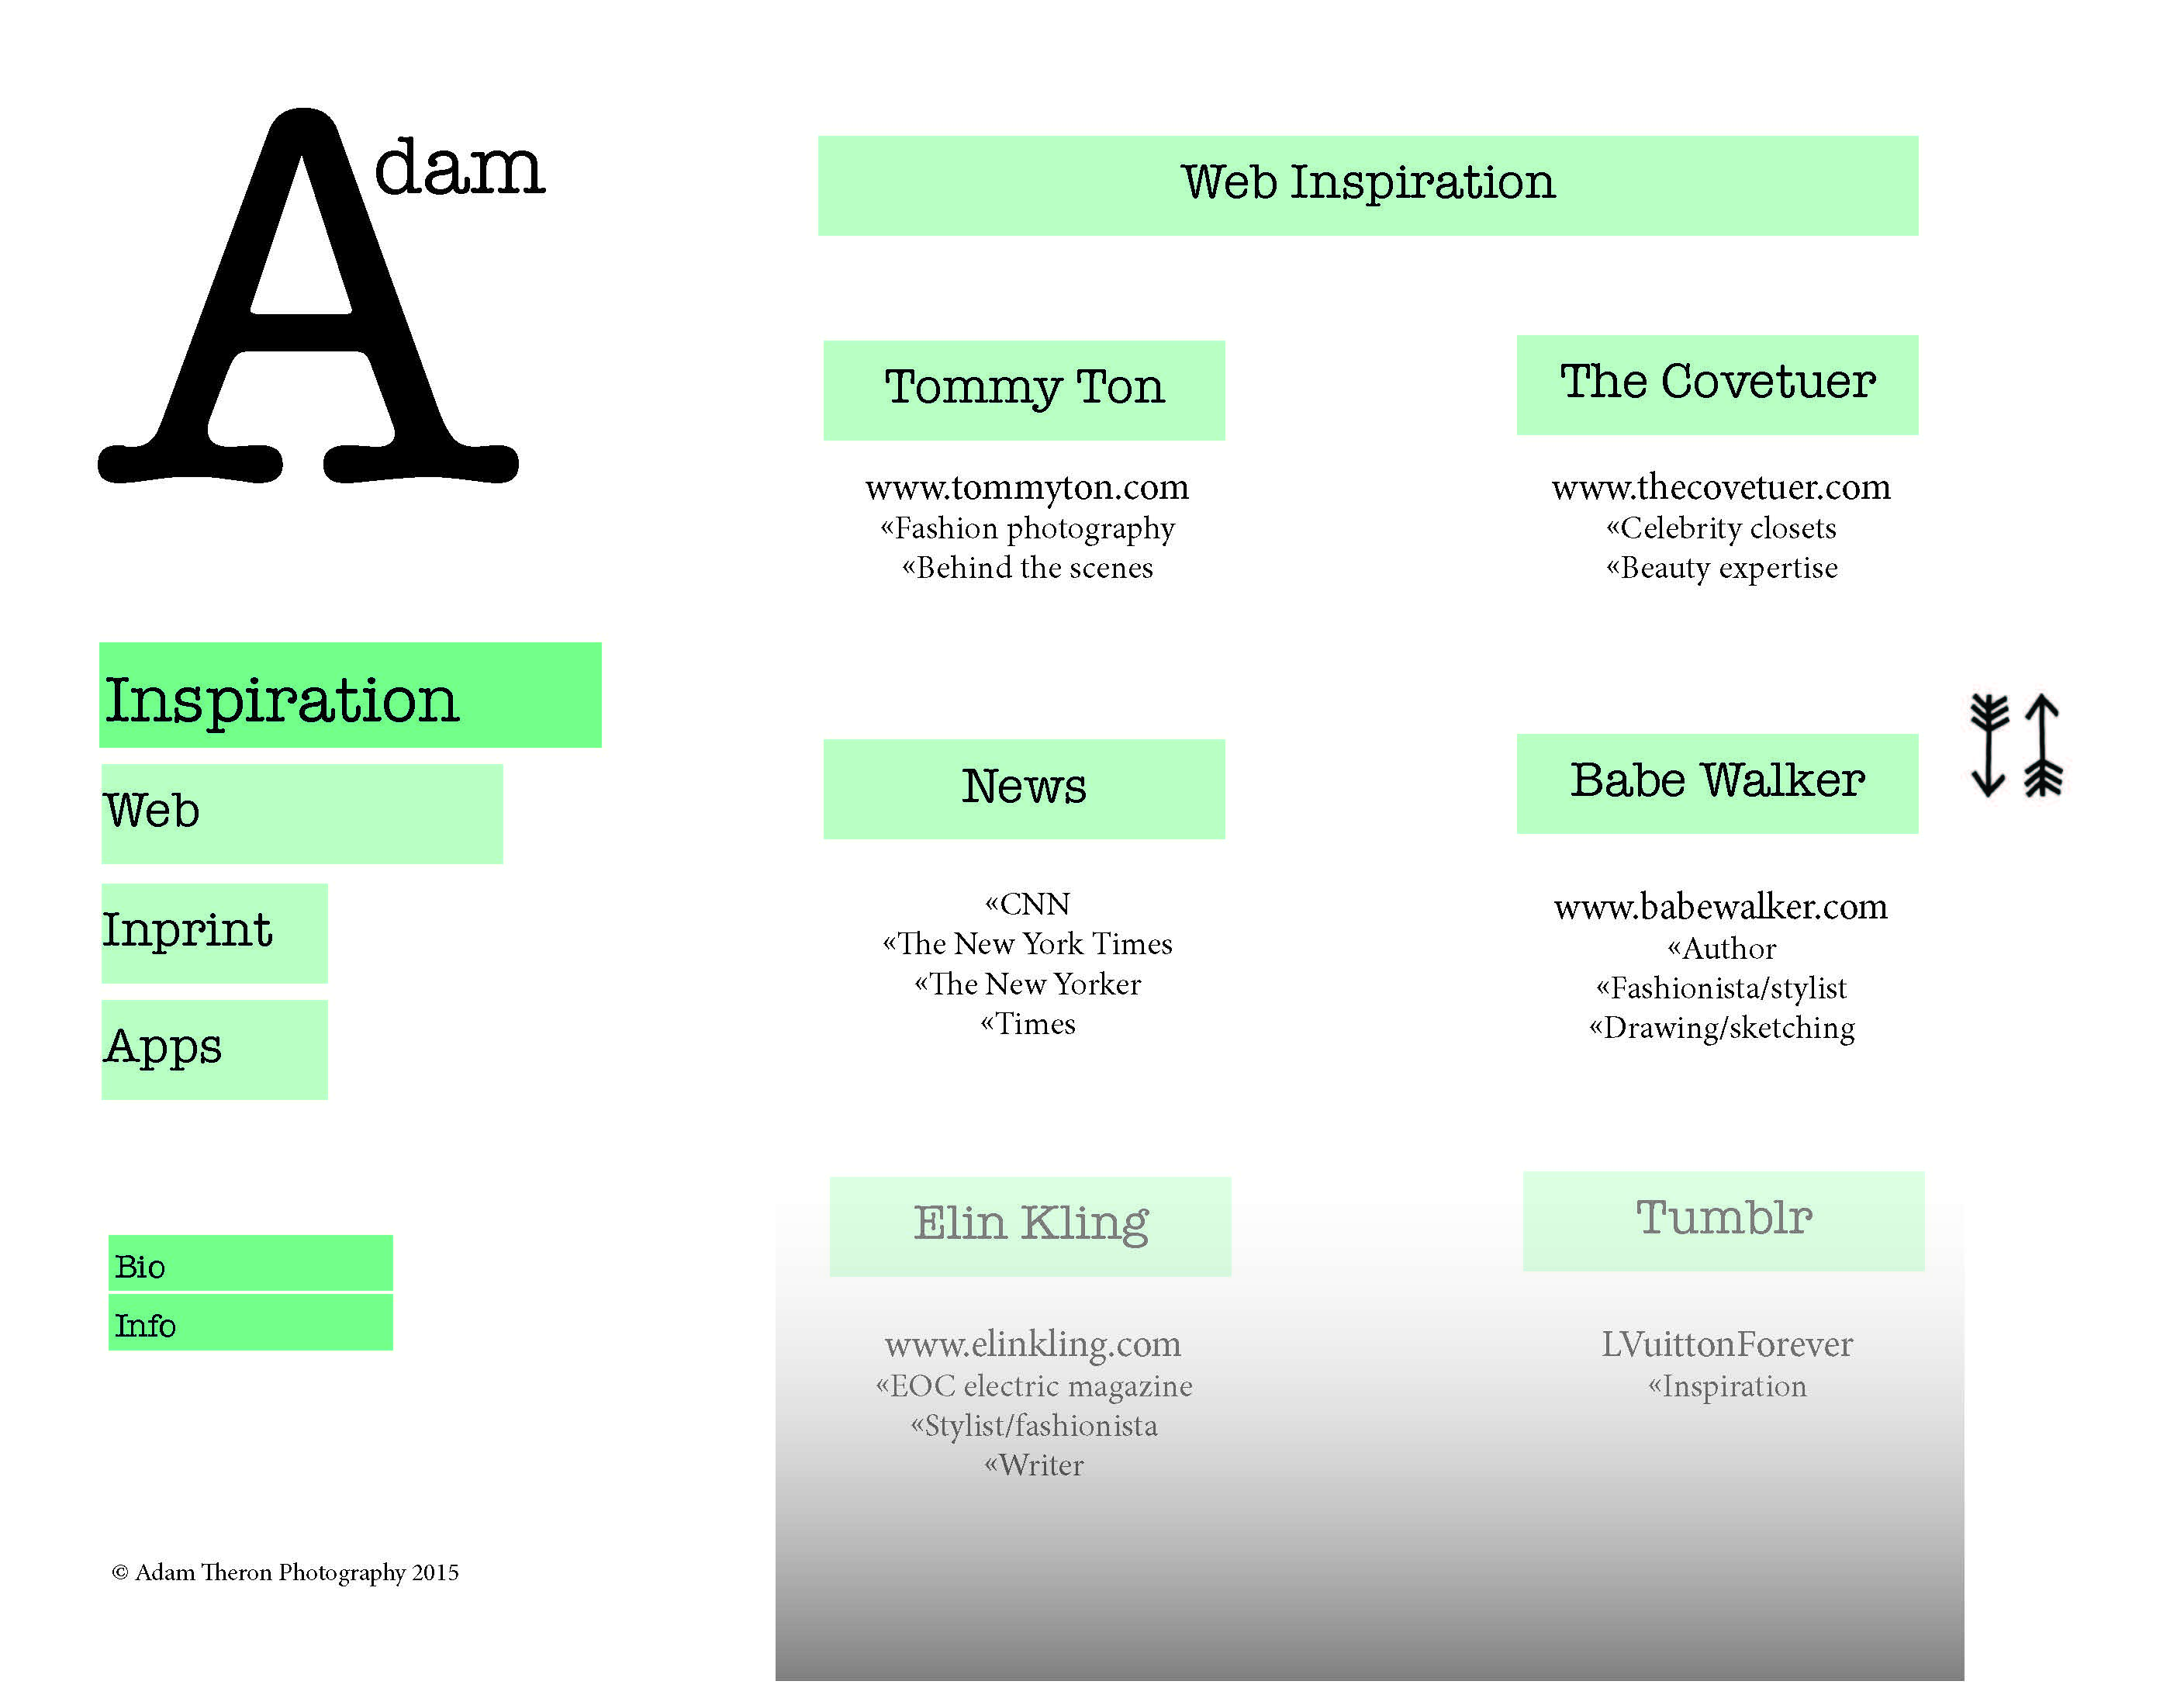 Adam
Inspiration
Web
Inprint
Apps
Bio
Info
© Adam Theron Photography 2015
Web Inspiration
Tommy Ton
www.tommyton.com
«Fashion photography
«Behind the scenes
The Covetuer
www.thecovetuer.com
«Celebrity closets
«Beauty expertise
News
«CNN
«The New York Times
«The New Yorker
«Times
Babe Walker
www.babewalker.com
«Author
«Fashionista/stylist
«Drawing/sketching
Elin Kling
www.elinkling.com
«EOC electric magazine
«Stylist/fashionista
«Writer
Tumblr
LVuittonForever
«Inspiration